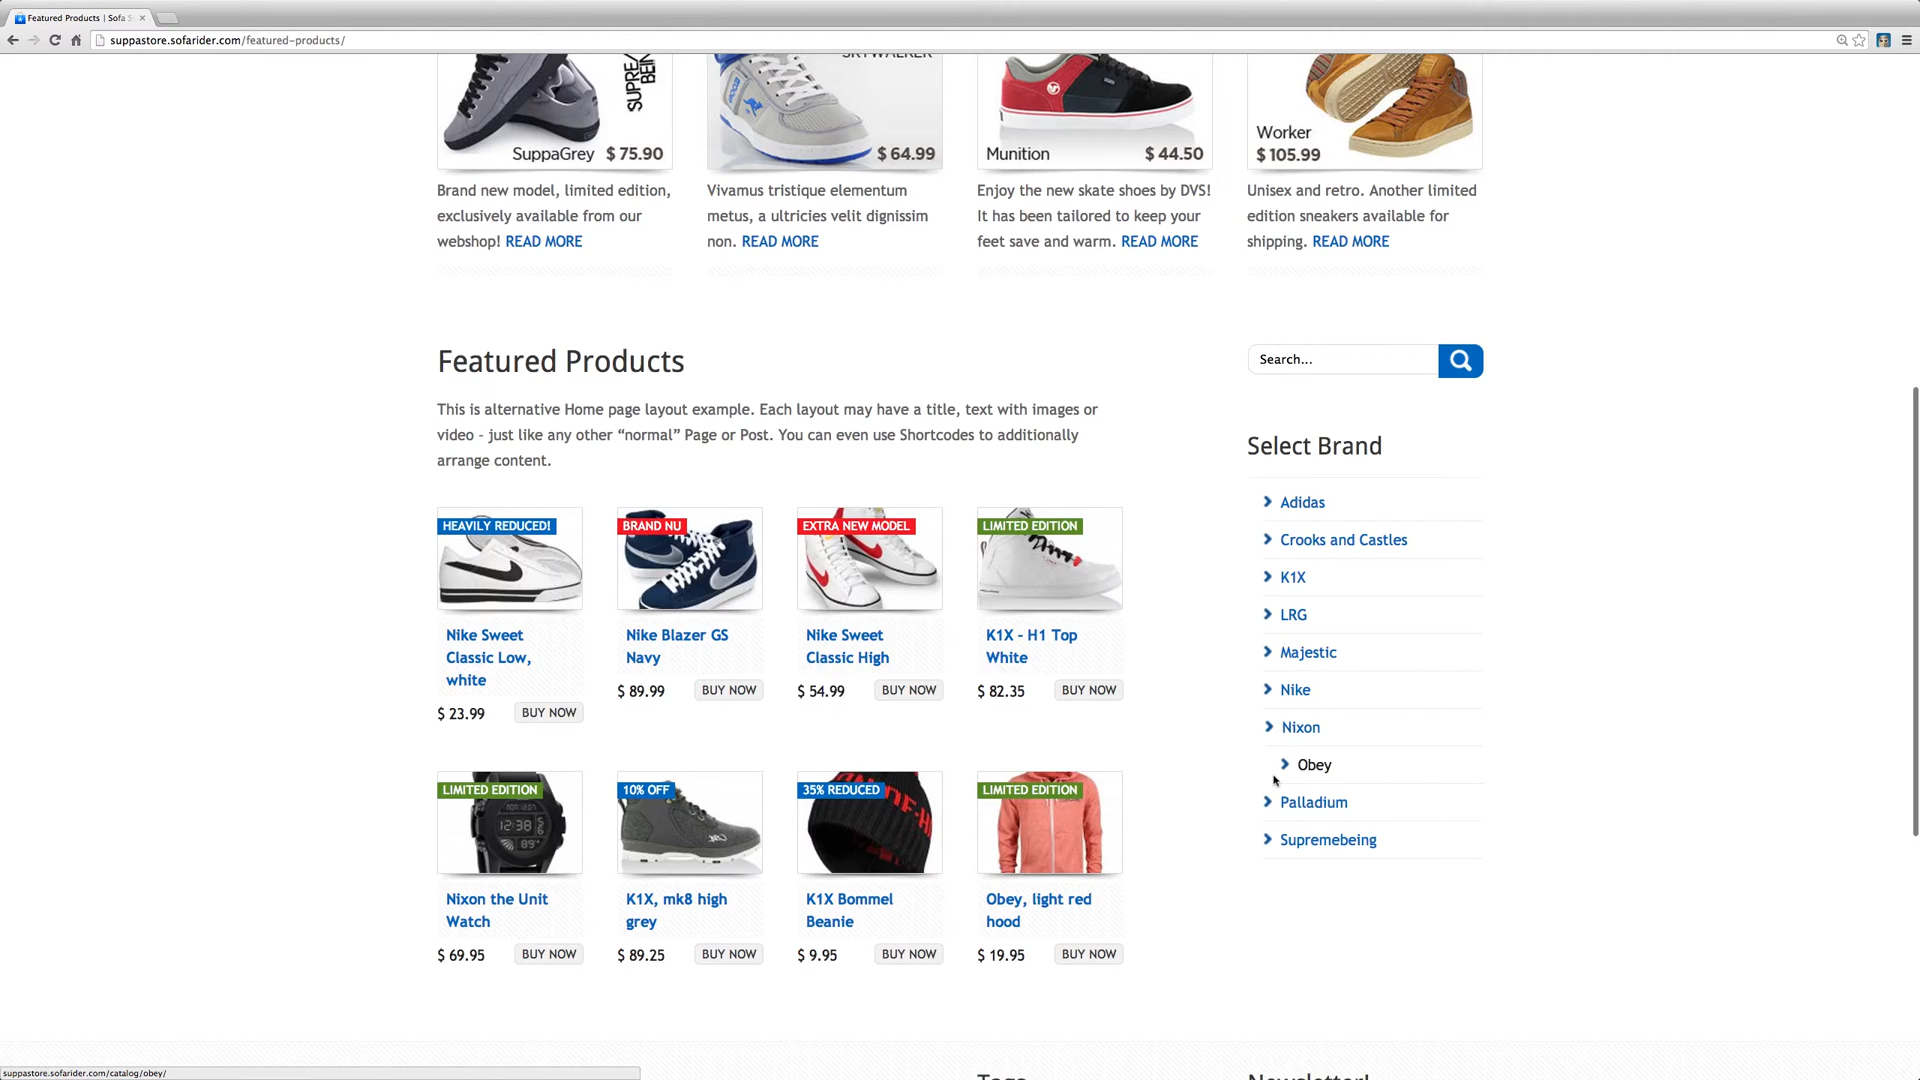 Featured Products | Sofa S
suppastore.sofarider.com/featured-products/
SUPRE
BEIN
SKYWALKER
SuppaGrey $ 75.90
$ 64.99
Munition $ 44.50
Worker
$ 105.99
Brand new model, limited edition,
exclusively available from our
webshop! READ MORE
Vivamus tristique elementum
metus, a ultricies velit dignissim
non. READ MORE
Enjoy the new skate shoes by DVS!
It has been tailored to keep your
feet save and warm. READ MORE
Unisex and retro. Another limited
edition sneakers available for
shipping. READ MORE
Featured Products
This is alternative Home page layout example. Each layout may have a title, text with images or
video - just like any other “normal” Page or Post. You can even use Shortcodes to additionally
arrange content.
Search...
Select Brand
Adidas
Crooks and Castles
K1X
LRG
Majestic
Nike
Nixon
Obey
Palladium
Supremebeing
HEAVILY REDUCED!
Nike Sweet
Classic Low,
white
$ 23.99 BUY NOW
BRAND NU
Nike Blazer GS
Navy
$ 89.99 BUY NOW
EXTRA NEW MODEL
Nike Sweet
Classic High
$ 54.99 BUY NOW
LIMITED EDITION
K1X - H1 Top
White
$ 82.35 BUY NOW
LIMITED EDITION
12:38
Nixon the Unit
Watch
$ 69.95 BUY NOW
10% OFF
K1X, mk8 high
grey
$ 89.25 BUY NOW
35% REDUCED
K1X Bommel
Beanie
$ 9.95 BUY NOW
LIMITED EDITION
Obey, light red
hood
$ 19.95 BUY NOW
Tags
Newsletter!
suppastore.sofarider.com/catalog/obey/